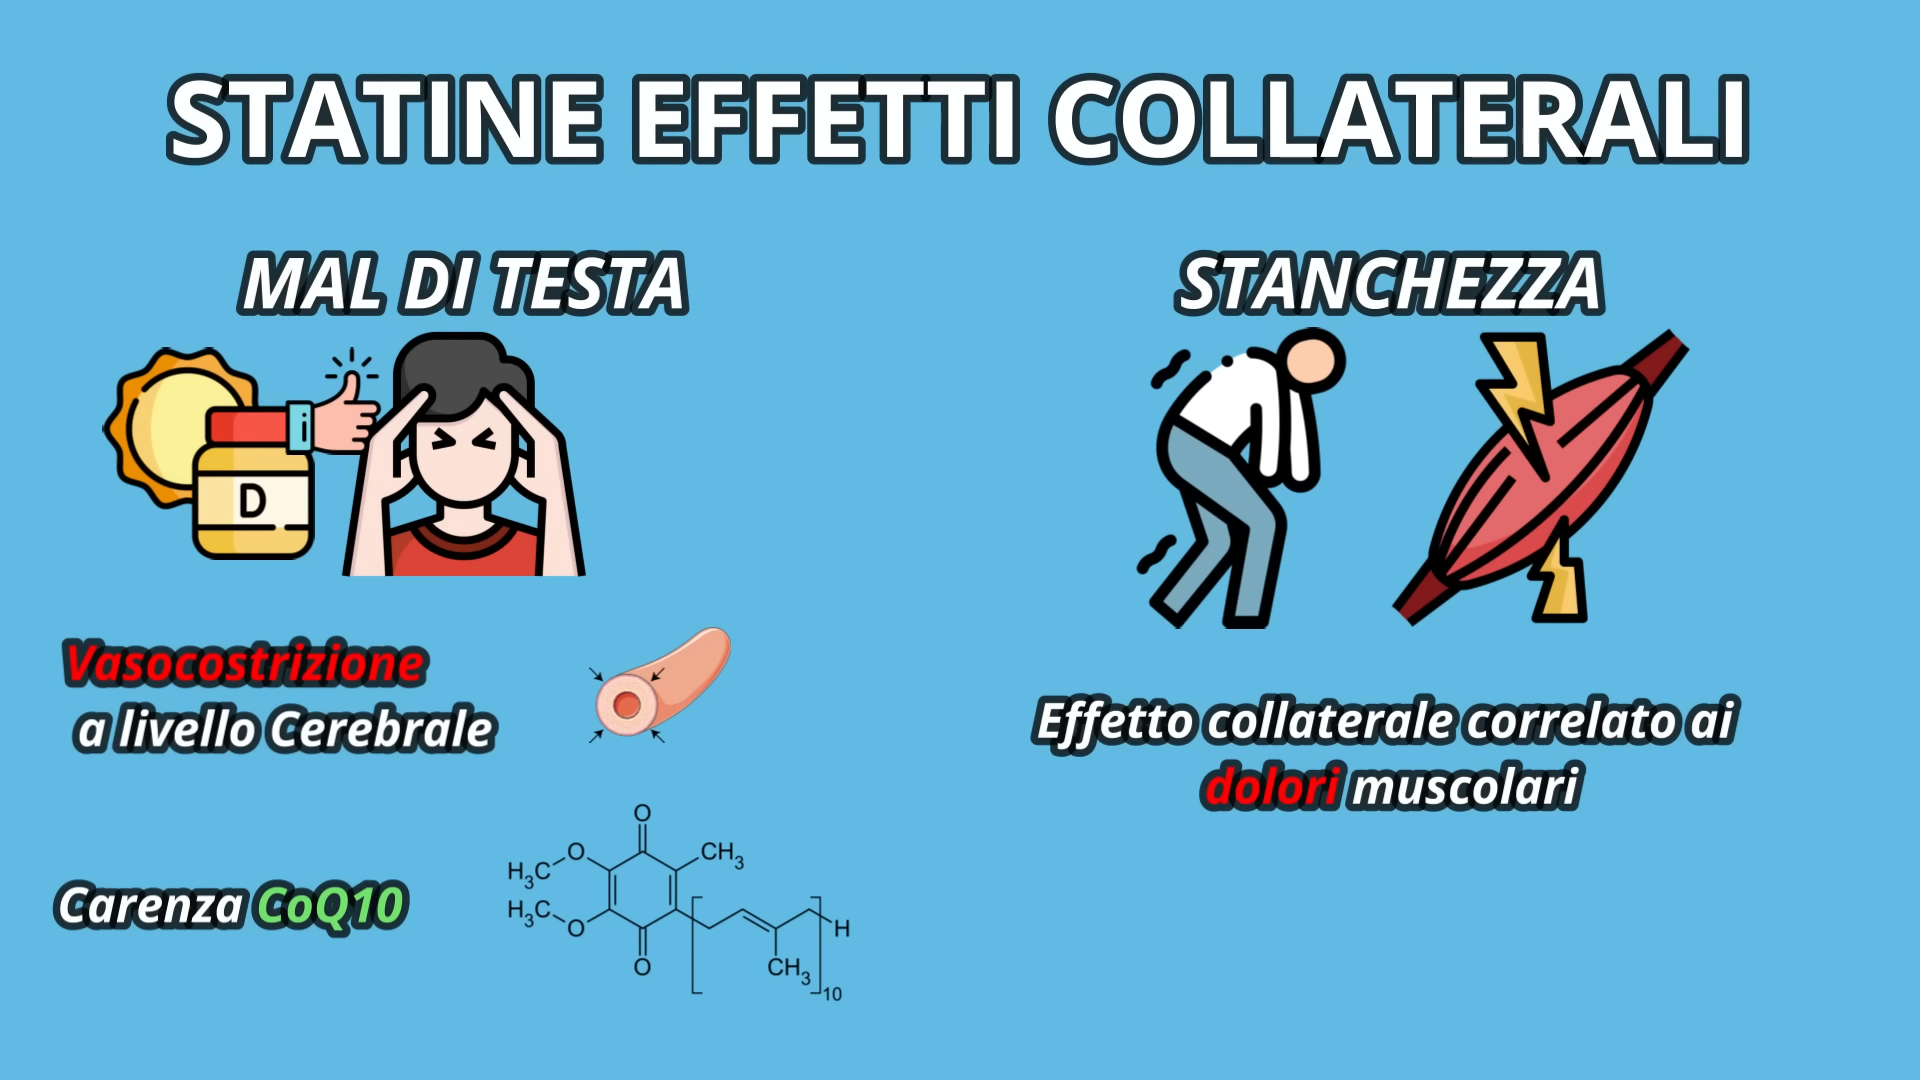 STATINE EFFETTI COLLATERALI
MAL DI TESTA
D
Vasocostrizione
a livello Cerebrale
Carenza CoQ10
O
O
CH3
H3C
H3C
O
H
O
CH3
10
STANCHEZZA
Effetto collaterale correlato ai
dolori muscolari